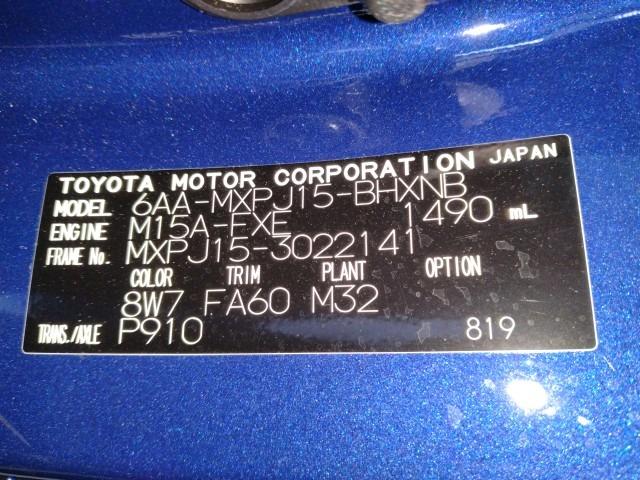 TOYOTA MOTOR CORPORATION JAPAN
MODEL 6AA-MXPJ15-BHXNB
ENGINE M15A-FXE 1490 mL
FRAME No. MXPJ15-3022141
COLOR TRIM PLANT OPTION
8W7 FA60 M32
TRANS./AXLE P910 819